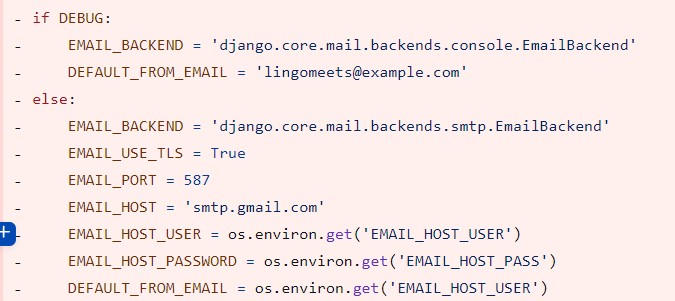 - if DEBUG:
-     EMAIL_BACKEND = 'django.core.mail.backends.console.EmailBackend'
-     DEFAULT_FROM_EMAIL = 'lingomeets@example.com'
- else:
-     EMAIL_BACKEND = 'django.core.mail.backends.smtp.EmailBackend'
-     EMAIL_USE_TLS = True
-     EMAIL_PORT = 587
-     EMAIL_HOST = 'smtp.gmail.com'
-     EMAIL_HOST_USER = os.environ.get('EMAIL_HOST_USER')
-     EMAIL_HOST_PASSWORD = os.environ.get('EMAIL_HOST_PASS')
-     DEFAULT_FROM_EMAIL = os.environ.get('EMAIL_HOST_USER')